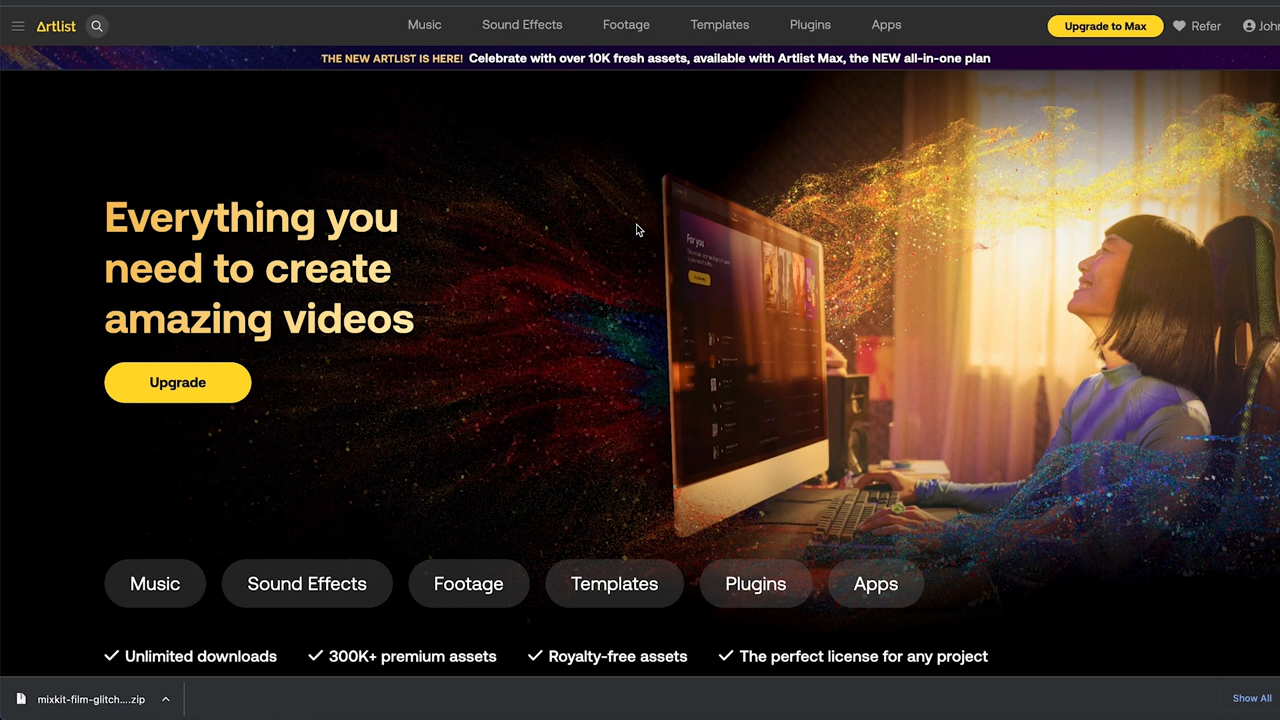 Artlist
Music
Sound Effects
Footage
Templates
Plugins
Apps
Upgrade to Max
Refer
John
THE NEW ARTLIST IS HERE! Celebrate with over 10K fresh assets, available with Artlist Max, the NEW all-in-one plan
Everything you
need to create
amazing videos
Upgrade
For you
Music
Sound Effects
Footage
Templates
Plugins
Apps
Unlimited downloads
300K+ premium assets
Royalty-free assets
The perfect license for any project
mixkit-film-glitch....zip
Show All